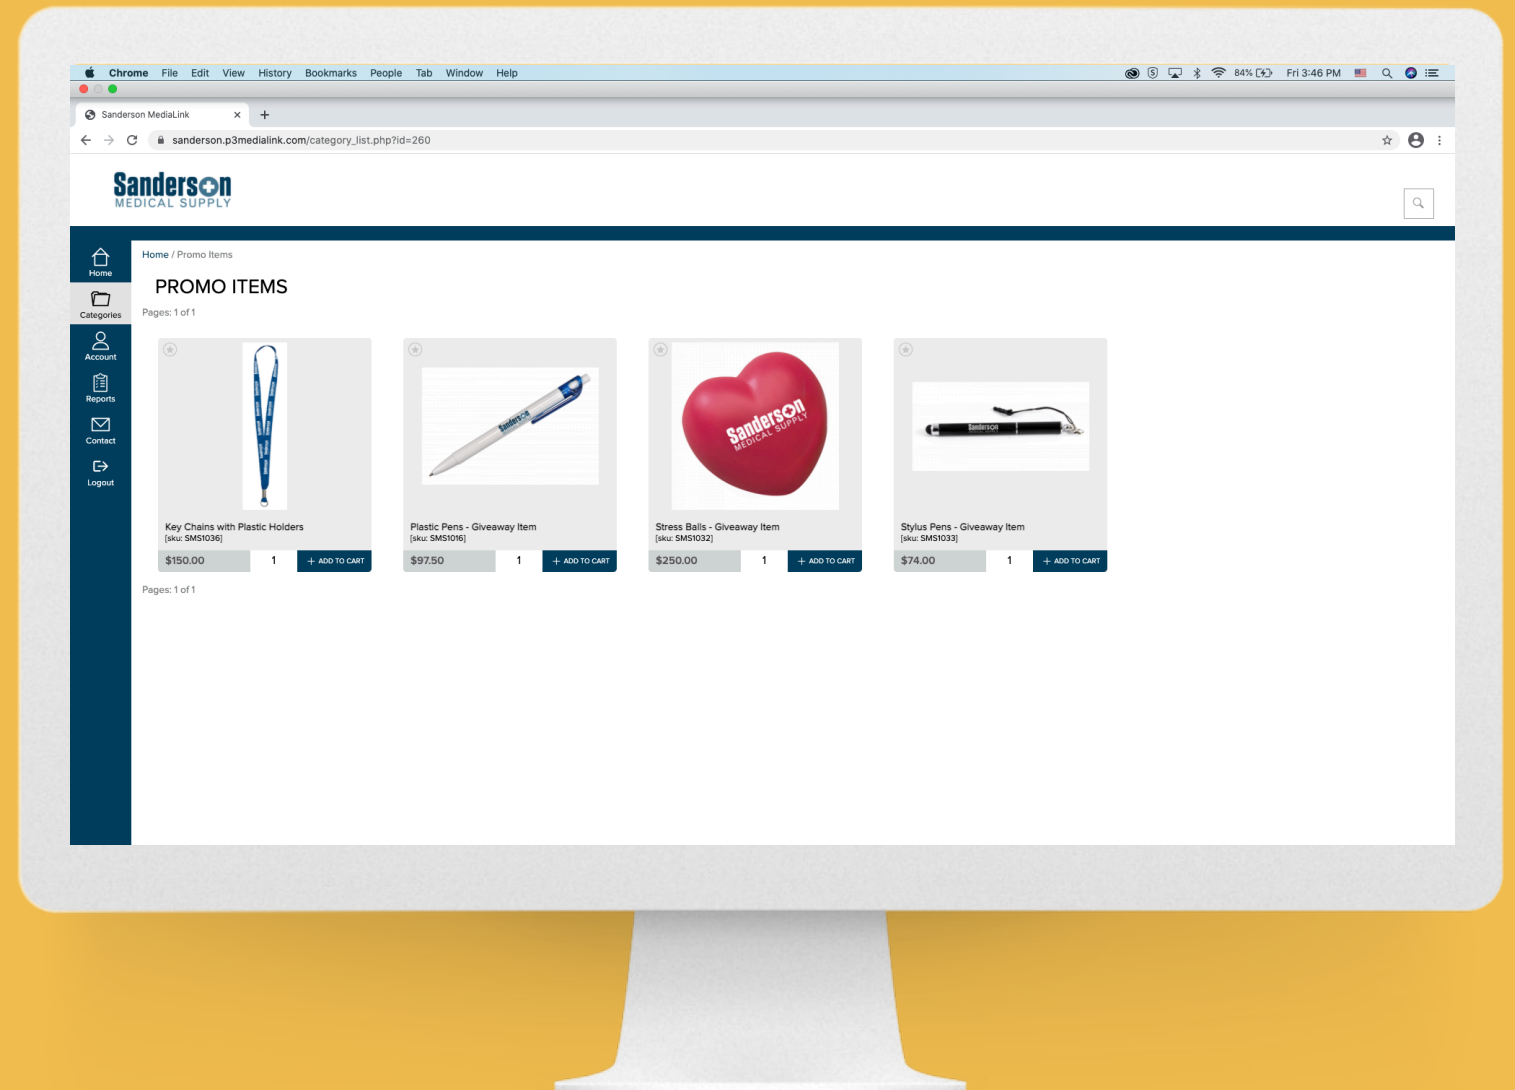 Chrome File Edit View History Bookmarks People Tab Window Help 84% Fri 3:46 PM
Sanderson MediaLink
sanderson.p3medialink.com/category_list.php?id=260
Sanderson
MEDICAL SUPPLY
Home
Categories
Account
Reports
Contact
Logout
Home / Promo Items
PROMO ITEMS
Pages: 1 of 1
Sanderson
Sanderson
MEDICAL SUPPLY
Sanderson
Key Chains with Plastic Holders
[sku: SMS1036]
$150.00 1 + ADD TO CART
Plastic Pens - Giveaway Item
[sku: SMS1016]
$97.50 1 + ADD TO CART
Stress Balls - Giveaway Item
[sku: SMS1032]
$250.00 1 + ADD TO CART
Stylus Pens - Giveaway Item
[sku: SMS1033]
$74.00 1 + ADD TO CART
Pages: 1 of 1